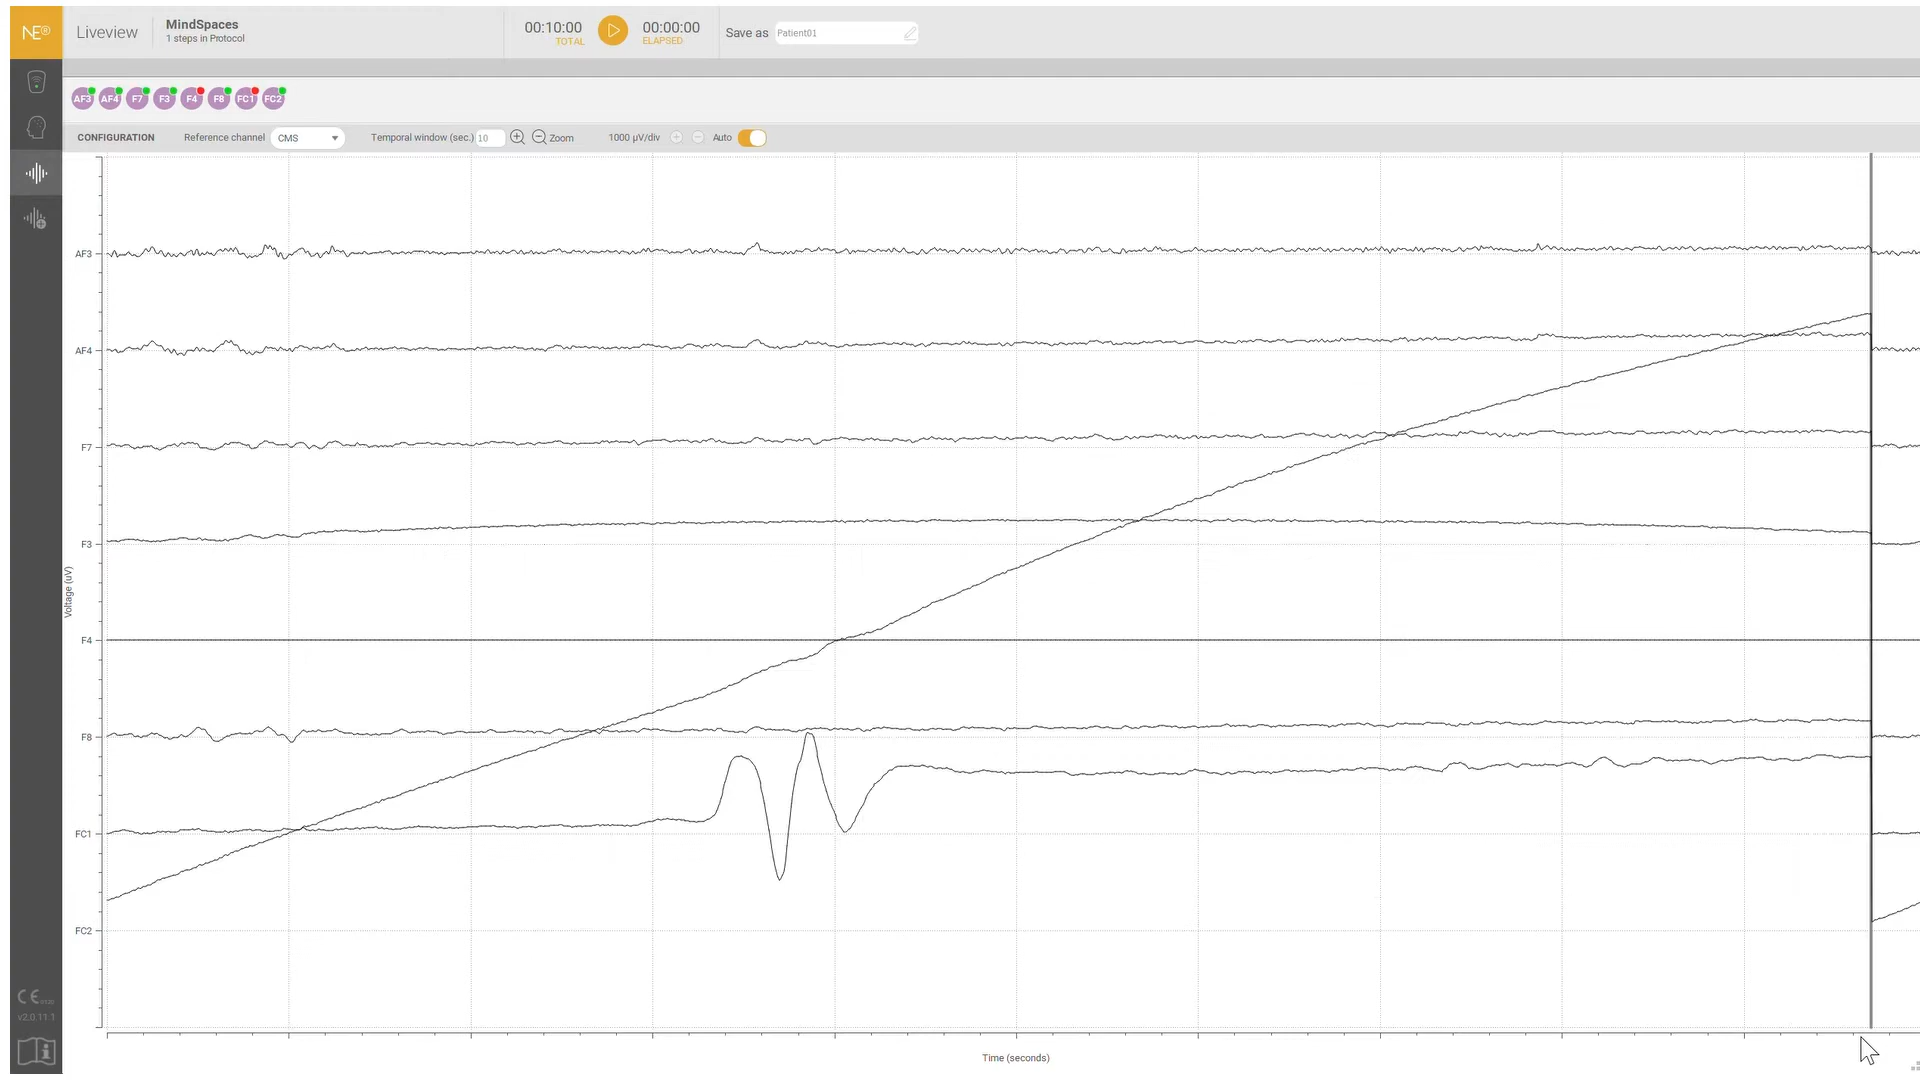 NE® Liveview MindSpaces 00:10:00 00:00:00 Save as Patient01
1 steps in Protocol TOTAL ELAPSED
AF3 AF4 F7 F3 F4 F8 FC1 FC2
CONFIGURATION Reference channel CMS Temporal window (sec.) 10 Zoom 1000 µV/div Auto
AF3
AF4
F7
F3
Voltage (uV)
F4
F8
FC1
FC2
CE
v2.0.11.1
Time (seconds)